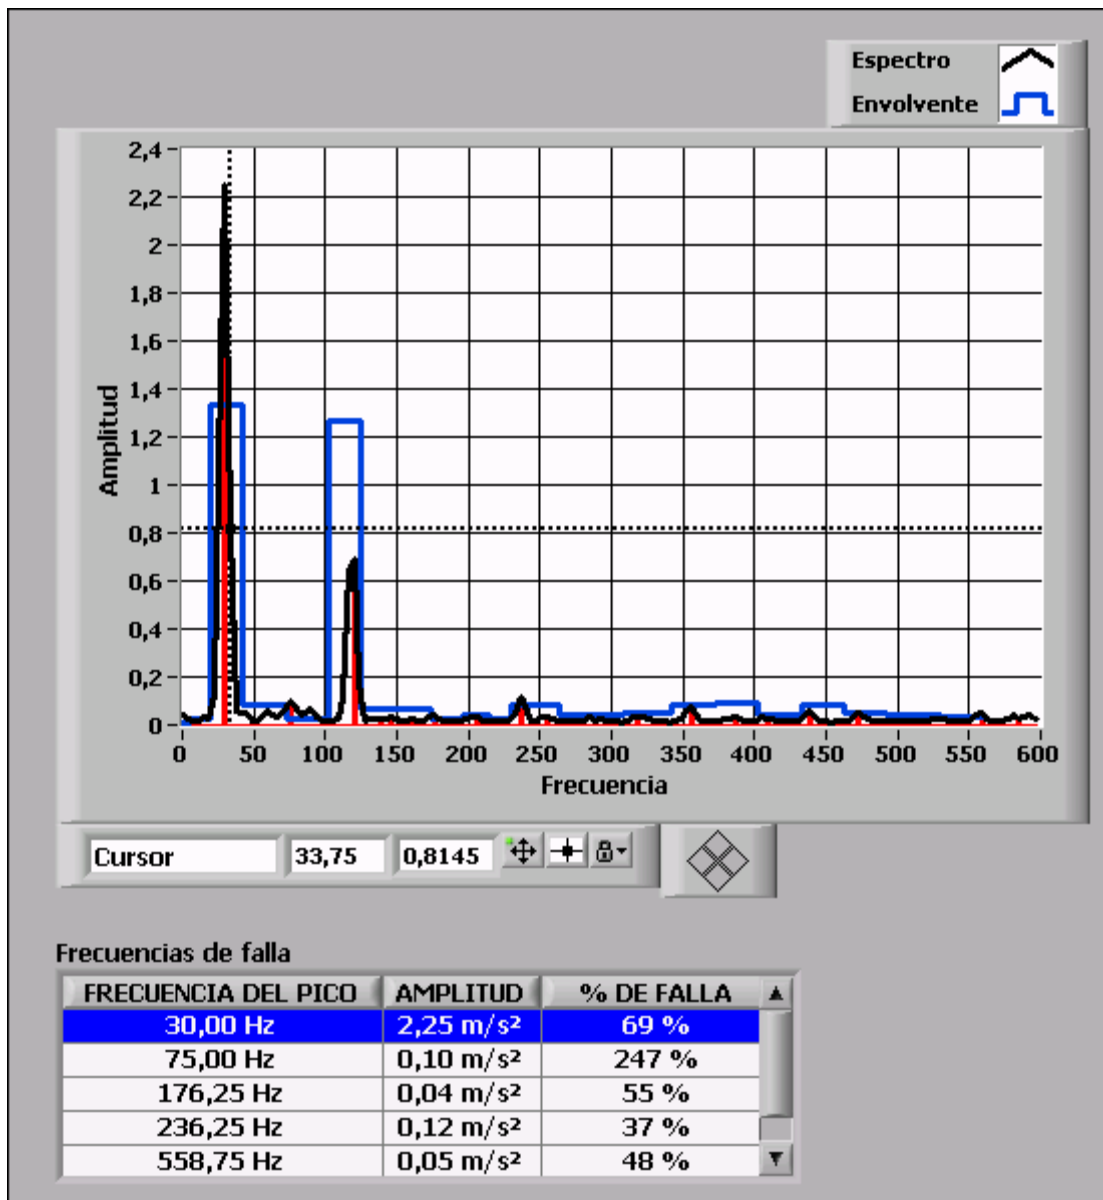 Espectro
Envolvente
2,4
2,2
2
1,8
1,6
1,4
1,2
1
0,8
0,6
0,4
0,2
0
Amplitud
0 50 100 150 200 250 300 350 400 450 500 550 600
Frecuencia
Cursor 33,75 0,8145
Frecuencias de falla
FRECUENCIA DEL PICO AMPLITUD % DE FALLA
30,00 Hz 2,25 m/s² 69 %
75,00 Hz 0,10 m/s² 247 %
176,25 Hz 0,04 m/s² 55 %
236,25 Hz 0,12 m/s² 37 %
558,75 Hz 0,05 m/s² 48 %